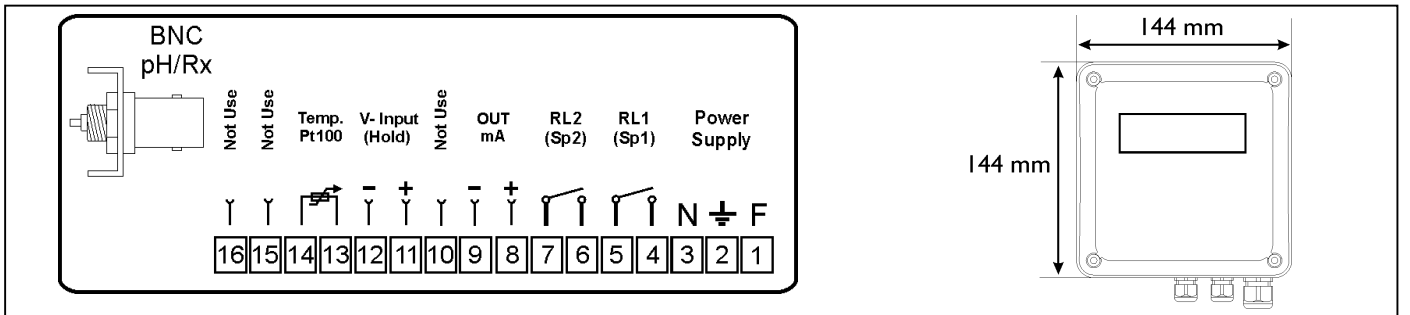 BNC
pH/Rx
Not Use
Not Use
Temp.
Pt100
V- Input
(Hold)
Not Use
OUT
mA
RL2
(Sp2)
RL1
(Sp1)
Power
Supply
- + - + N F
16 15 14 13 12 11 10 9 8 7 6 5 4 3 2 1
144 mm
144 mm